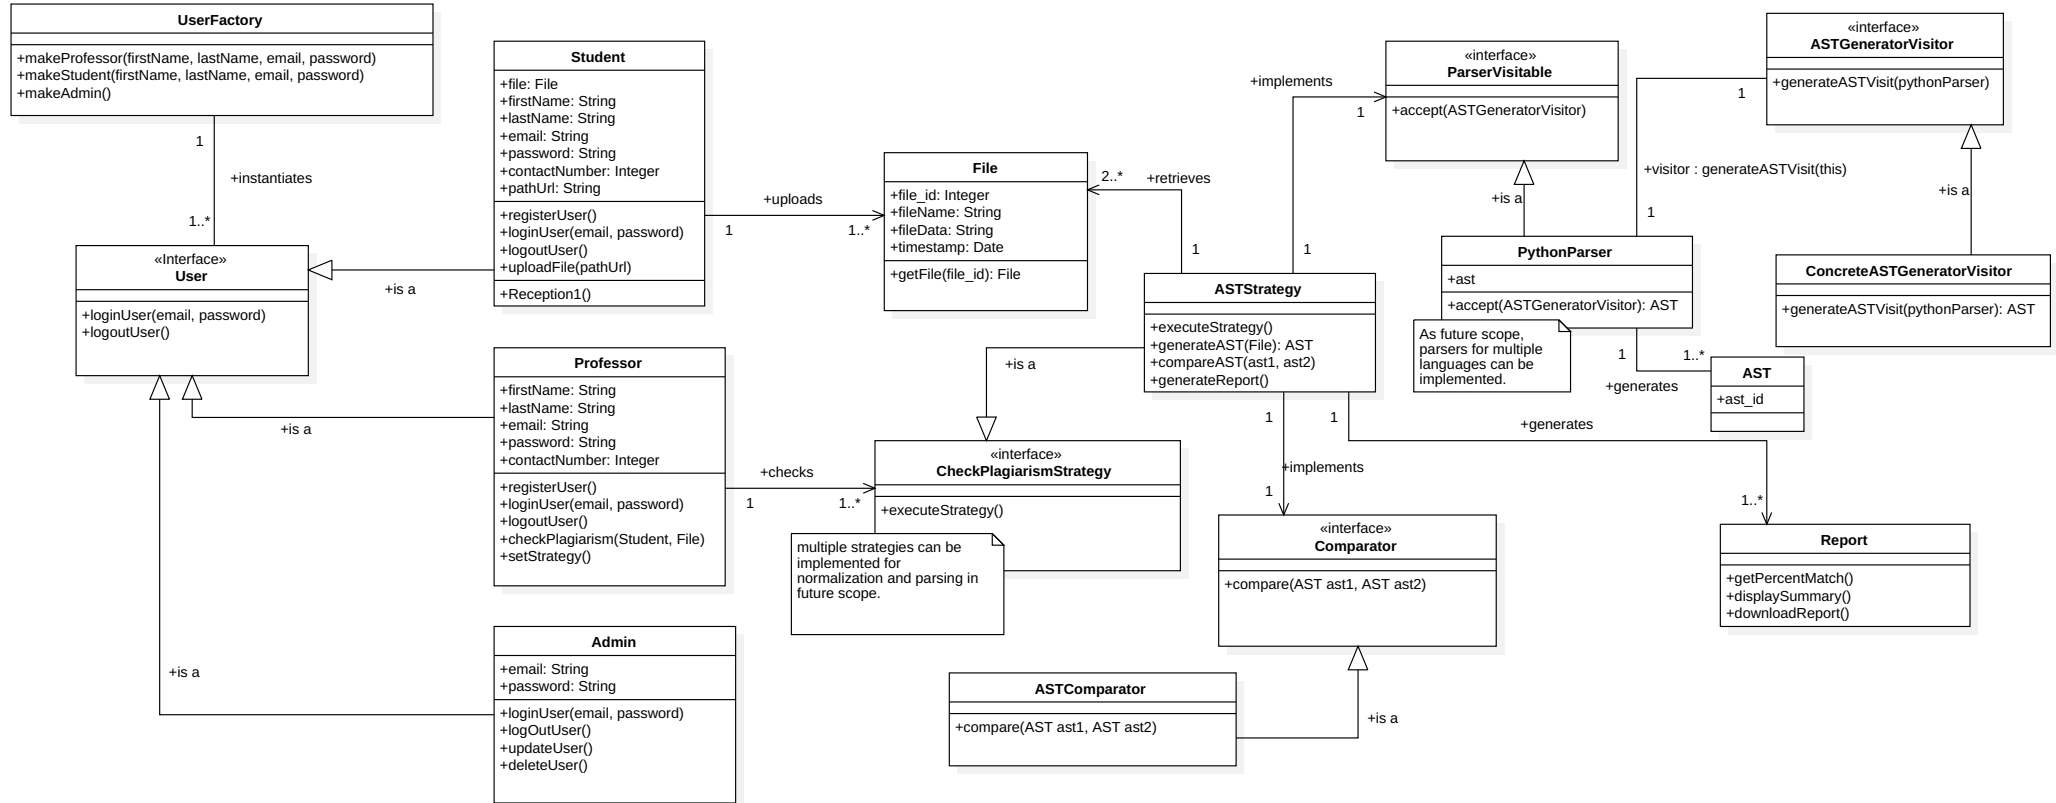 UserFactory
+makeProfessor(firstName, lastName, email, password)
+makeStudent(firstName, lastName, email, password)
+makeAdmin()
1
+instantiates
1..*
«Interface»
User
+loginUser(email, password)
+logoutUser()
Student
+file: File
+firstName: String
+lastName: String
+email: String
+password: String
+contactNumber: Integer
+pathUrl: String
+registerUser()
+loginUser(email, password)
+logoutUser()
+uploadFile(pathUrl)
+Reception1()
+is a
+uploads
1
1..*
Professor
+firstName: String
+lastName: String
+email: String
+password: String
+contactNumber: Integer
+registerUser()
+loginUser(email, password)
+logoutUser()
+checkPlagiarism(Student, File)
+setStrategy()
+is a
+checks
1
1..*
Admin
+email: String
+password: String
+loginUser(email, password)
+logOutUser()
+updateUser()
+deleteUser()
+is a
File
+file_id: Integer
+fileName: String
+fileData: String
+timestamp: Date
+getFile(file_id): File
2..*
+retrieves
1
ASTStrategy
+executeStrategy()
+generateAST(File): AST
+compareAST(ast1, ast2)
+generateReport()
+is a
«interface»
CheckPlagiarismStrategy
+executeStrategy()
multiple strategies can be
implemented for
normalization and parsing in
future scope.
+implements
1
1
«interface»
ParserVisitable
+accept(ASTGeneratorVisitor)
+is a
PythonParser
+ast
+accept(ASTGeneratorVisitor): AST
As future scope,
parsers for multiple
languages can be
implemented.
«interface»
ASTGeneratorVisitor
+generateASTVisit(pythonParser)
1
+visitor : generateASTVisit(this)
1
+is a
ConcreteASTGeneratorVisitor
+generateASTVisit(pythonParser): AST
1
1..*
+generates
AST
+ast_id
1
+implements
1
«interface»
Comparator
+compare(AST ast1, AST ast2)
ASTComparator
+compare(AST ast1, AST ast2)
+is a
1
+generates
1..*
Report
+getPercentMatch()
+displaySummary()
+downloadReport()